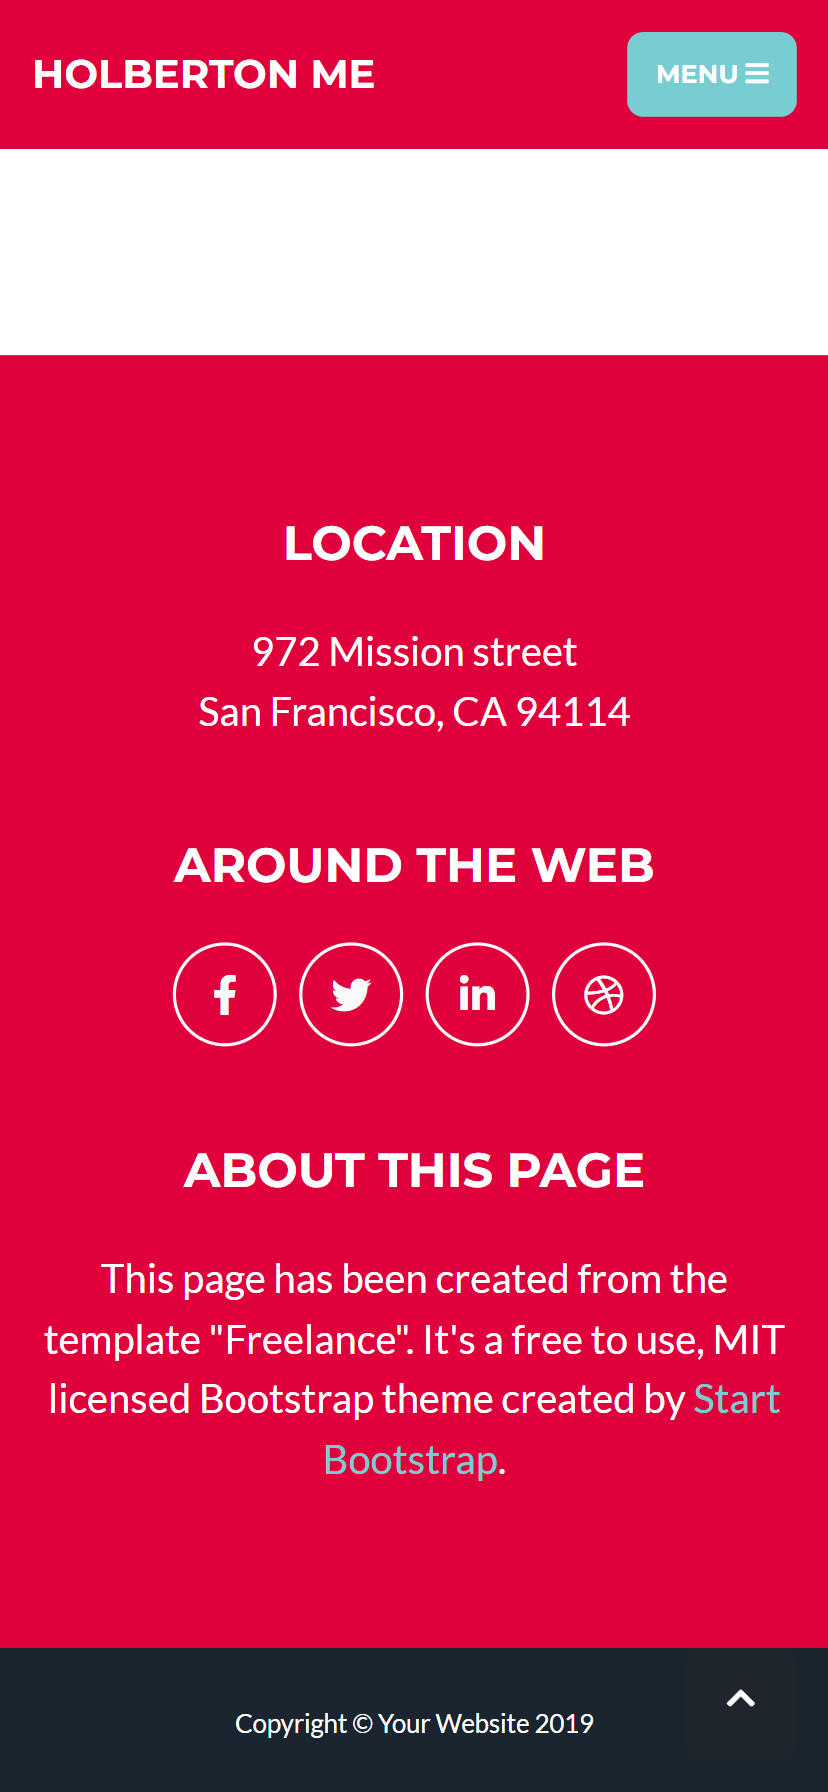 HOLBERTON ME
MENU
LOCATION
972 Mission street
San Francisco, CA 94114
AROUND THE WEB
ABOUT THIS PAGE
This page has been created from the
template "Freelance". It's a free to use, MIT
licensed Bootstrap theme created by Start
Bootstrap.
Copyright © Your Website 2019